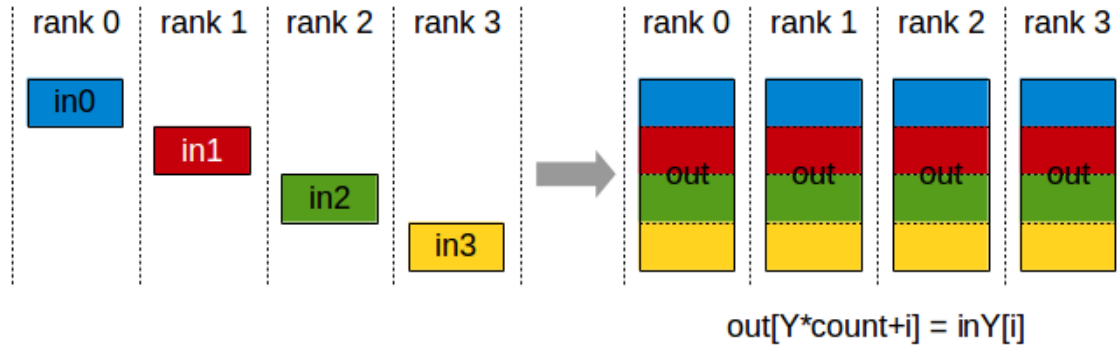 rank 0 rank 1 rank 2 rank 3 rank 0 rank 1 rank 2 rank 3
in0
in1
out out out out
in2
in3
out[Y*count+i] = inY[i]